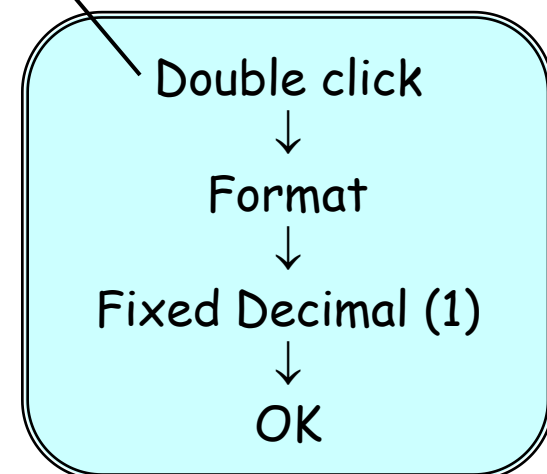 Double click
↓
Format
↓
Fixed Decimal (1)
↓
OK